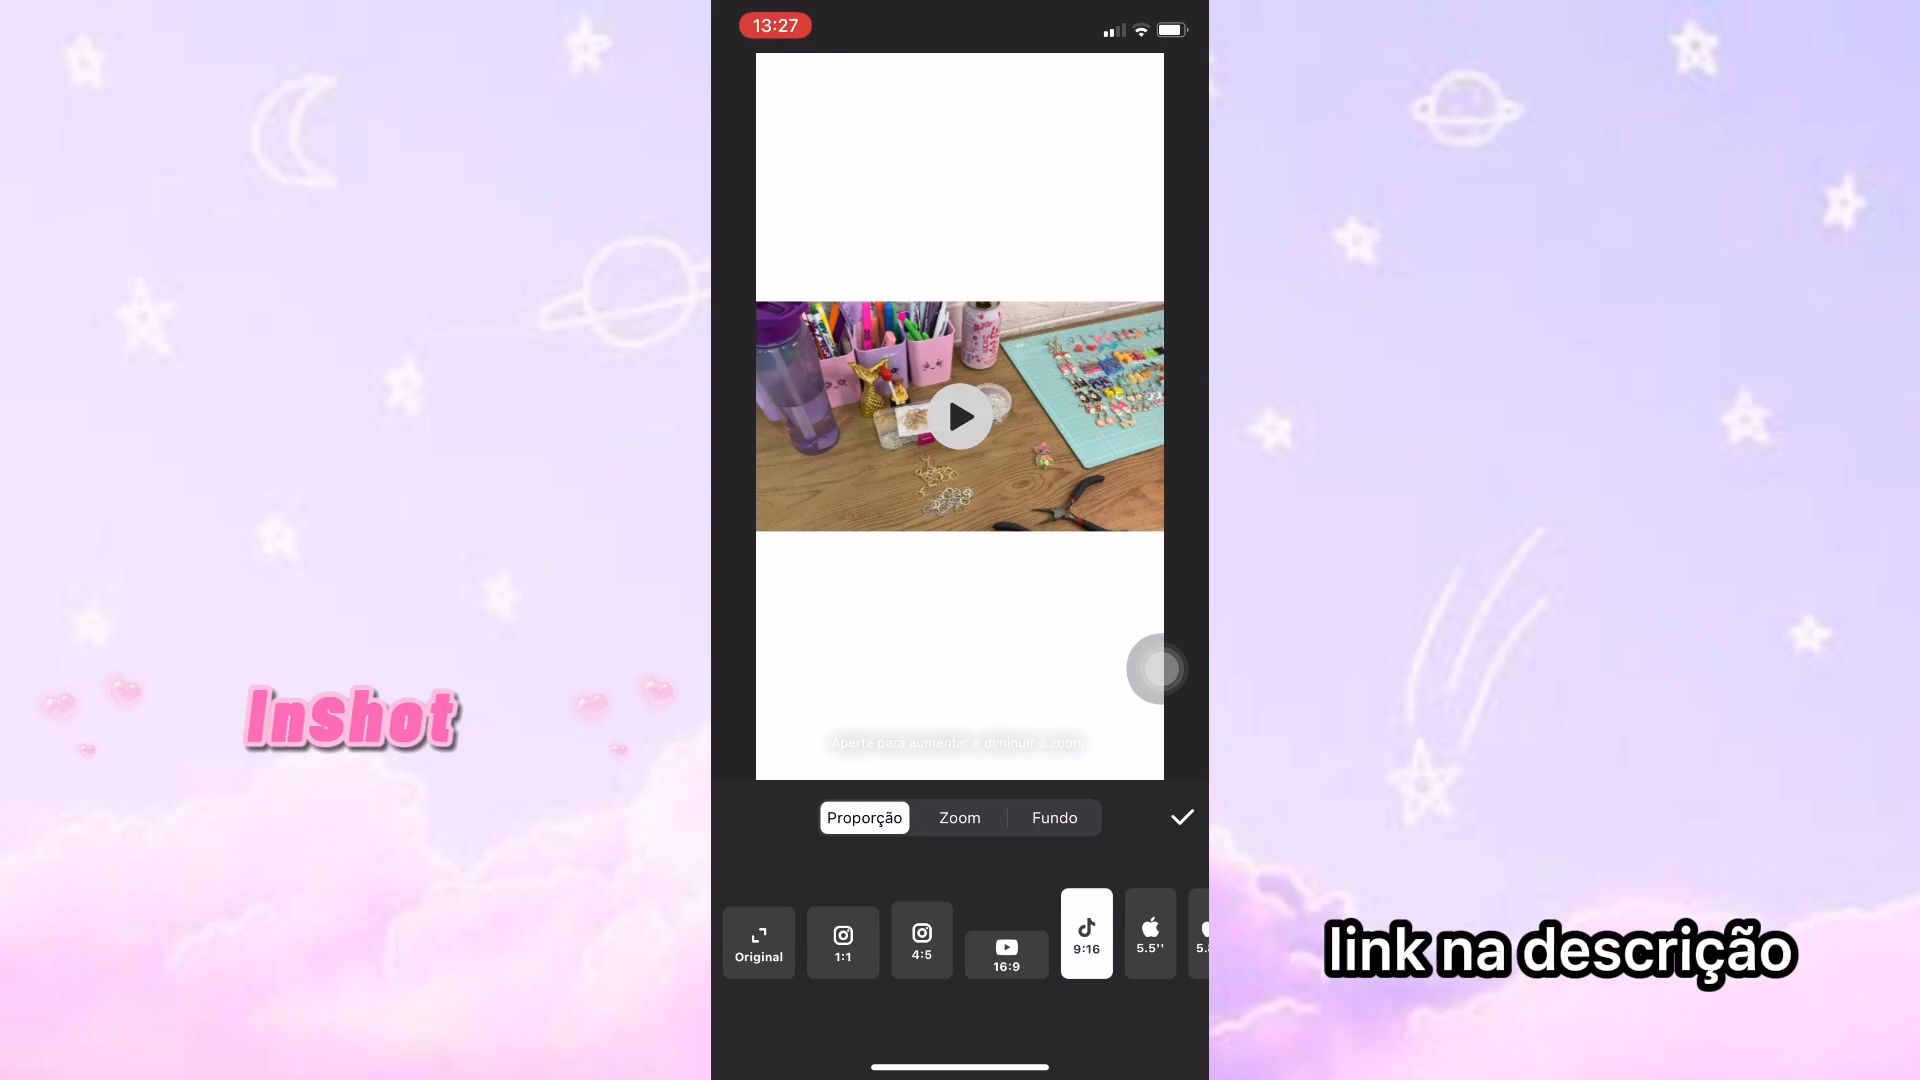 13:27
Aperte para aumentar e diminuir o zoom
InShot
Proporção
Zoom
Fundo
Original
1:1
4:5
16:9
9:16
5.5''
5.
link na descrição